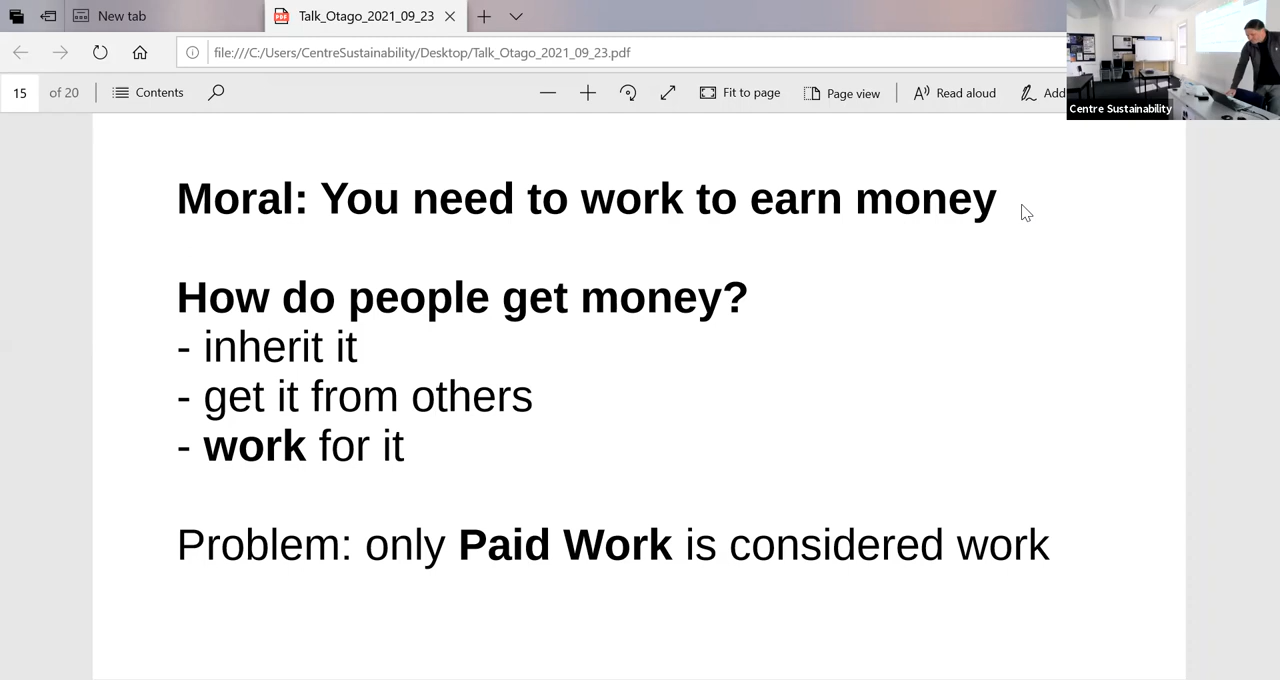 New tab
Talk_Otago_2021_09_23
file:///C:/Users/CentreSustainability/Desktop/Talk_Otago_2021_09_23.pdf
15 of 20
Contents
Fit to page
Page view
Read aloud
Add
Centre Sustainability
Moral: You need to work to earn money
How do people get money?
- inherit it
- get it from others
- work for it
Problem: only Paid Work is considered work